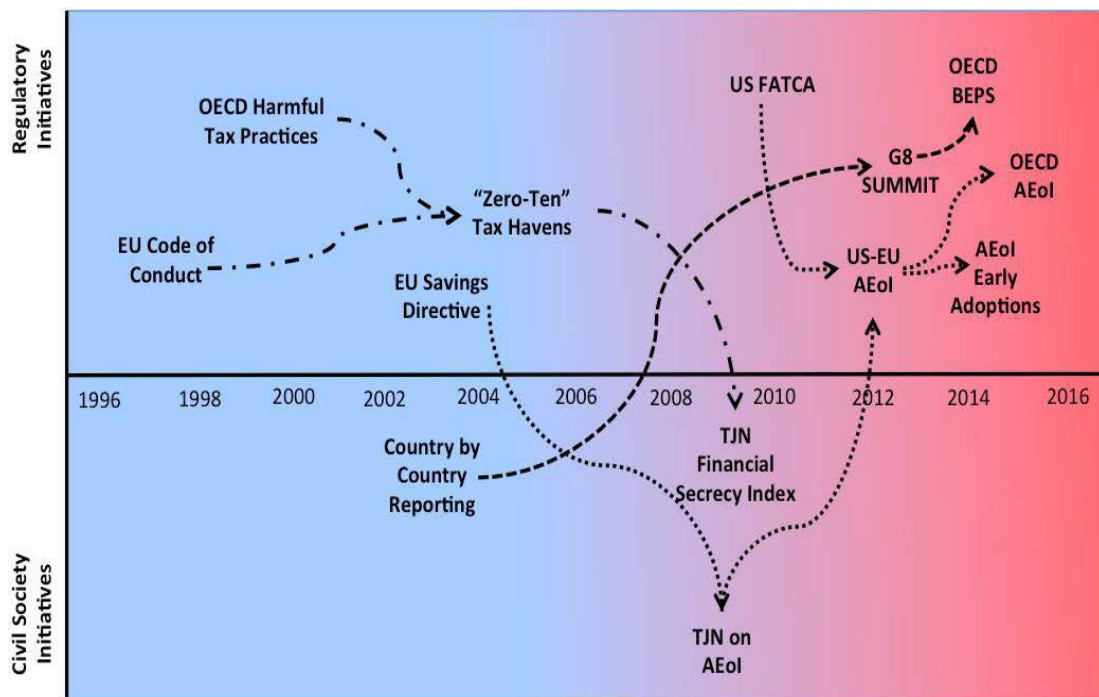 Regulatory
Initiatives
OECD Harmful
Tax Practices
EU Code of
Conduct
“Zero-Ten”
Tax Havens
EU Savings
Directive
US FATCA
OECD
BEPS
G8
SUMMIT
OECD
AEoI
US-EU
AEoI
AEoI
Early
Adoptions
1996
1998
2000
2002
2004
2006
2008
2010
2012
2014
2016
Civil Society
Initiatives
Country by
Country
Reporting
TJN
Financial
Secrecy Index
TJN on
AEoI